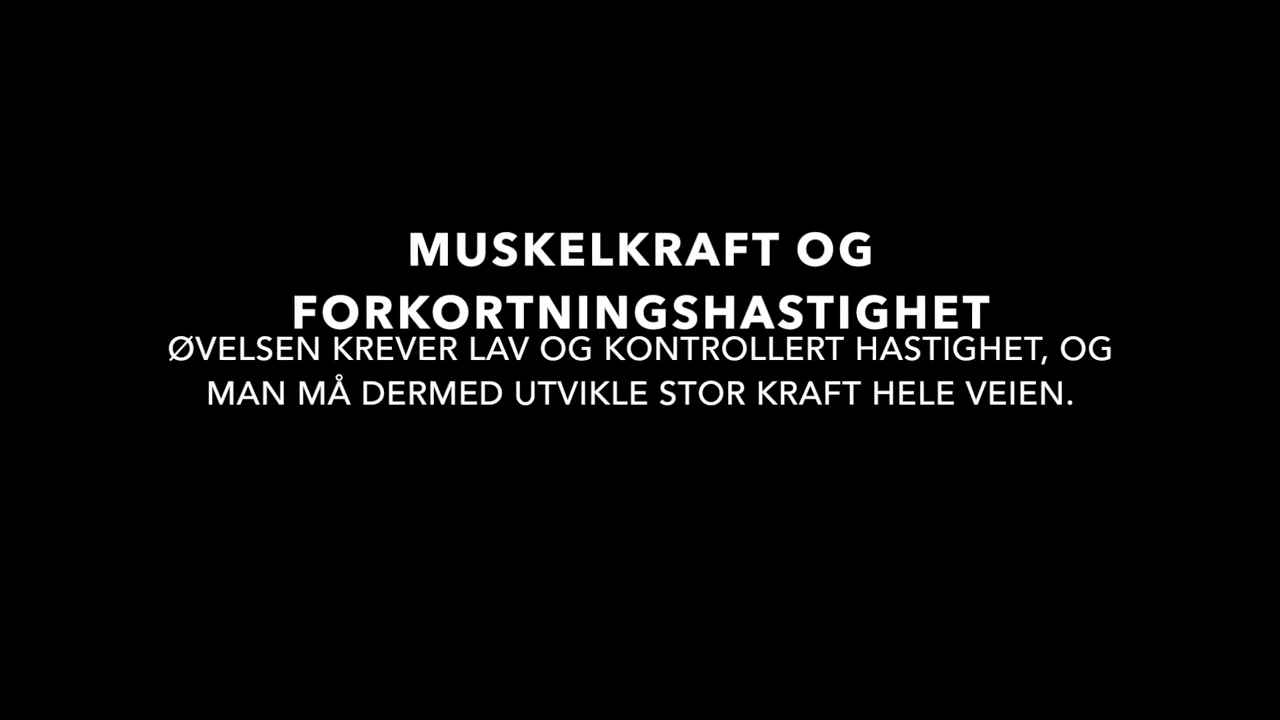 MUSKELKRAFT OG
FORKORTNINGSHASTIGHET
ØVELSEN KREVER LAV OG KONTROLLERT HASTIGHET, OG
MAN MÅ DERMED UTVIKLE STOR KRAFT HELE VEIEN.